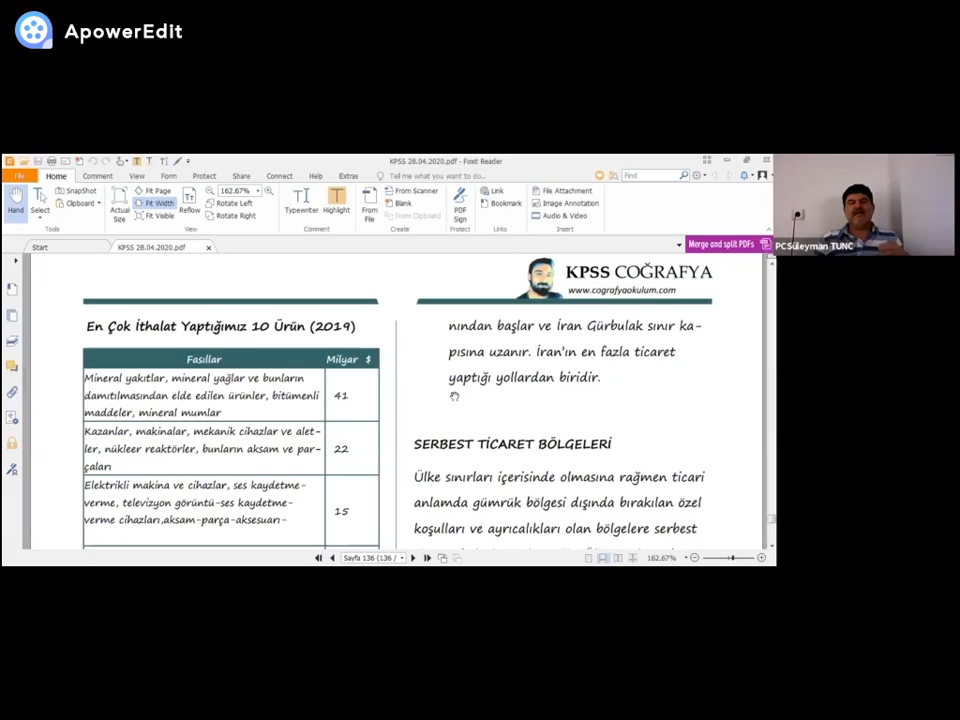 ApowerEdit
KPSS 28.04.2020.pdf - Foxit Reader
File
Home
Comment
View
Form
Protect
Share
Connect
Help
Extras
Tell me what you want to do..
Find
Hand
Select
SnapShot
Clipboard
Tools
Actual Size
Fit Page
Fit Width
Fit Visible
Reflow
162.67%
Rotate Left
Rotate Right
View
Typewriter
Highlight
Comment
From File
From Scanner
Blank
From Clipboard
Create
PDF Sign
Protect
Link
Bookmark
Links
File Attachment
Image Annotation
Audio & Video
Insert
Start
KPSS 28.04.2020.pdf
Merge and split PDFs
PCSüleyman TUNC
KPSS COĞRAFYA
www.cografyaokulum.com
En Çok İthalat Yaptığımız 10 Ürün (2019)
Fasıllar Milyar $
Mineral yakıtlar, mineral yağlar ve bunların
damıtılmasından elde edilen ürünler, bitümenli
maddeler, mineral mumlar
41
Kazanlar, makinalar, mekanik cihazlar ve alet-
ler, nükleer reaktörler, bunların aksam ve par-
çaları
22
Elektrikli makina ve cihazlar, ses kaydetme-
verme, televizyon görüntü-ses kaydetme-
verme cihazları,aksam-parça-aksesuarı-
15
nından başlar ve İran Gürbulak sınır ka-
pısına uzanır. İran'ın en fazla ticaret
yaptığı yollardan biridir.
SERBEST TİCARET BÖLGELERİ
Ülke sınırları içerisinde olmasına rağmen ticari
anlamda gümrük bölgesi dışında bırakılan özel
koşulları ve ayrıcalıkları olan bölgelere serbest
Sayfa 136 (136 /
162.67%